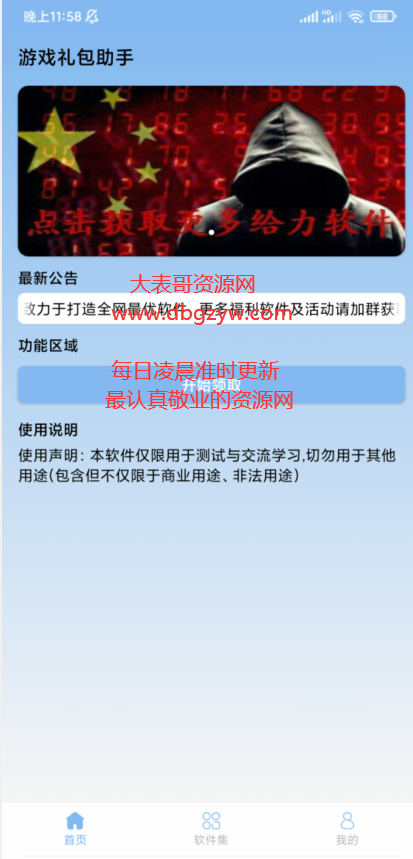 晚上11:58
HD
68
游戏礼包助手
点击获取更多给力软件
最新公告
大表哥资源网
致力于打造全网最优软件，更多福利软件及活动请加群获
www.dbgzyw.com
功能区域
每日凌晨准时更新
开始领取
最认真敬业的资源网
使用说明
使用声明：本软件仅限用于测试与交流学习,切勿用于其他
用途(包含但不仅限于商业用途、非法用途)
首页
软件集
我的